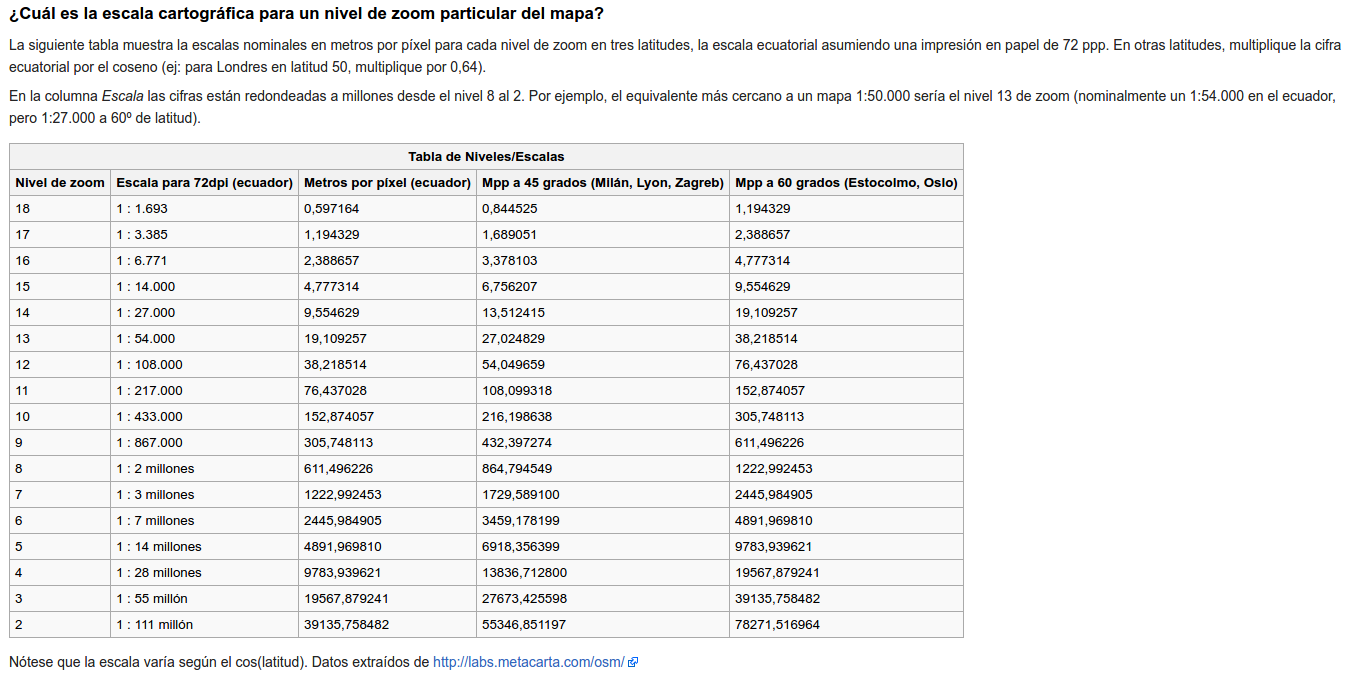 ¿Cuál es la escala cartográfica para un nivel de zoom particular del mapa?
La siguiente tabla muestra la escalas nominales en metros por píxel para cada nivel de zoom en tres latitudes, la escala ecuatorial asumiendo una impresión en papel de 72 ppp. En otras latitudes, multiplique la cifra
ecuatorial por el coseno (ej: para Londres en latitud 50, multiplique por 0,64).
En la columna Escala las cifras están redondeadas a millones desde el nivel 8 al 2. Por ejemplo, el equivalente más cercano a un mapa 1:50.000 sería el nivel 13 de zoom (nominalmente un 1:54.000 en el ecuador,
pero 1:27.000 a 60º de latitud).
Tabla de Niveles/Escalas
Nivel de zoom Escala para 72dpi (ecuador) Metros por píxel (ecuador) Mpp a 45 grados (Milán, Lyon, Zagreb) Mpp a 60 grados (Estocolmo, Oslo)
18 1 : 1.693 0,597164 0,844525 1,194329
17 1 : 3.385 1,194329 1,689051 2,388657
16 1 : 6.771 2,388657 3,378103 4,777314
15 1 : 14.000 4,777314 6,756207 9,554629
14 1 : 27.000 9,554629 13,512415 19,109257
13 1 : 54.000 19,109257 27,024829 38,218514
12 1 : 108.000 38,218514 54,049659 76,437028
11 1 : 217.000 76,437028 108,099318 152,874057
10 1 : 433.000 152,874057 216,198638 305,748113
9 1 : 867.000 305,748113 432,397274 611,496226
8 1 : 2 millones 611,496226 864,794549 1222,992453
7 1 : 3 millones 1222,992453 1729,589100 2445,984905
6 1 : 7 millones 2445,984905 3459,178199 4891,969810
5 1 : 14 millones 4891,969810 6918,356399 9783,939621
4 1 : 28 millones 9783,939621 13836,712800 19567,879241
3 1 : 55 millón 19567,879241 27673,425598 39135,758482
2 1 : 111 millón 39135,758482 55346,851197 78271,516964
Nótese que la escala varía según el cos(latitud). Datos extraídos de http://labs.metacarta.com/osm/